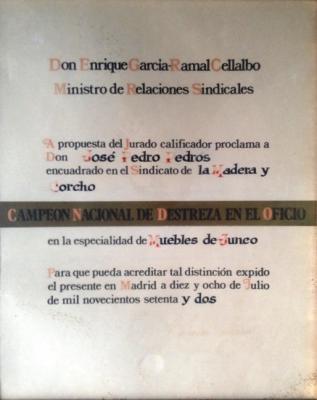 Don Enrique Garcia-Ramal Cellalbo
Ministro de Relaciones Sindicales
A propuesta del Jurado calificador proclama a
Don José Pedro Pedros
encuadrado en el Sindicato de la Madera y
Corcho
CAMPEON NACIONAL DE DESTREZA EN EL OFICIO
en la especialidad de Muebles de Junco
Para que pueda acreditar tal distinción expido
el presente en Madrid a diez y ocho de Julio
de mil novecientos setenta y dos